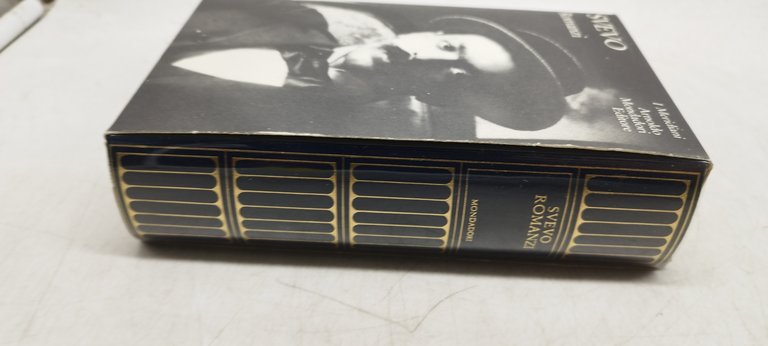 SVEVO
Romanzi
I Meridiani
Arnoldo
Mondadori
Editore
SVEVO
ROMANZI
MONDADORI